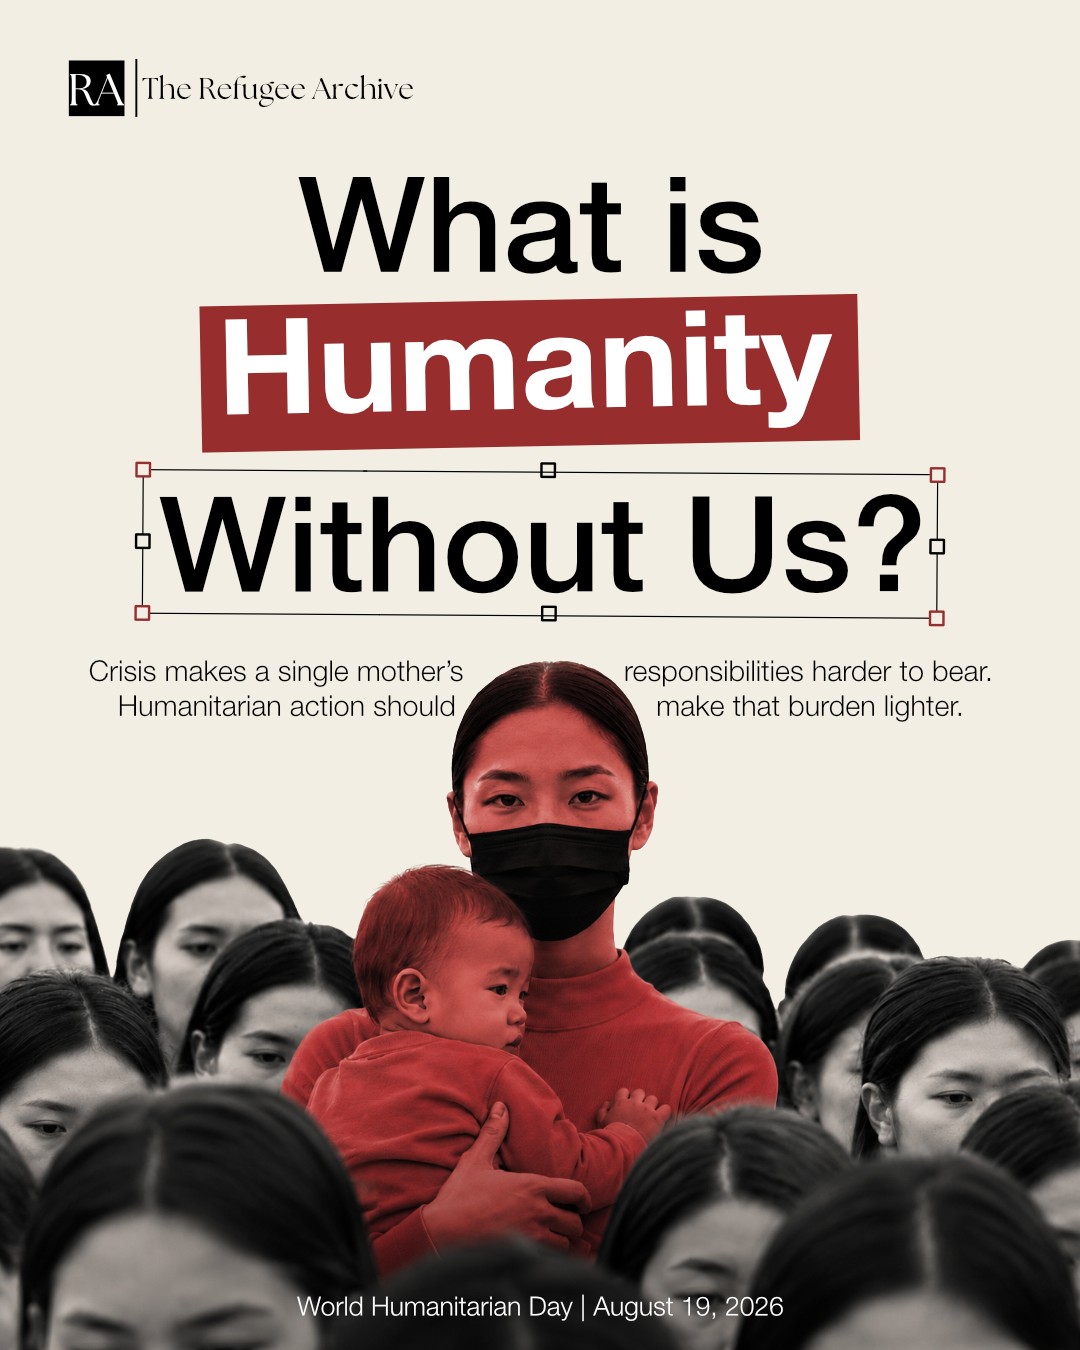 RA | The Refugee Archive
What is
Humanity
Without Us?
Crisis makes a single mother’s responsibilities harder to bear.
Humanitarian action should make that burden lighter.
World Humanitarian Day | August 19, 2026